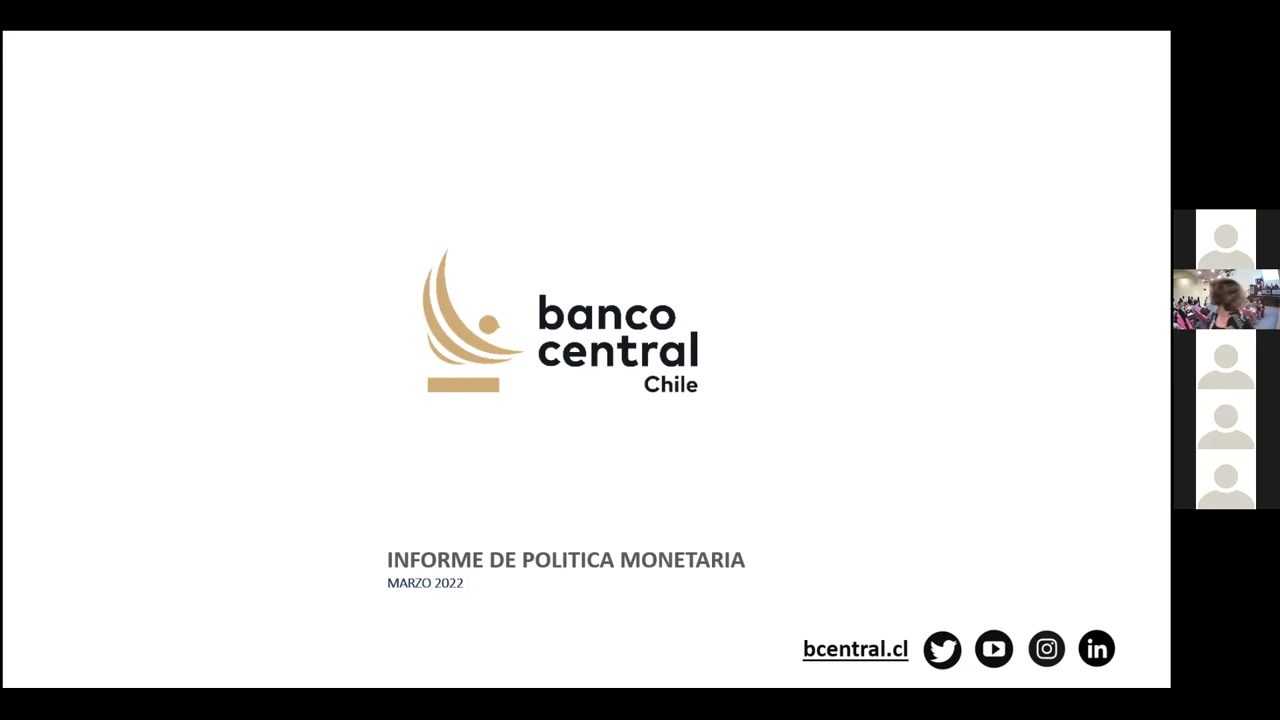 banco
central
Chile
INFORME DE POLITICA MONETARIA
MARZO 2022
bcentral.cl